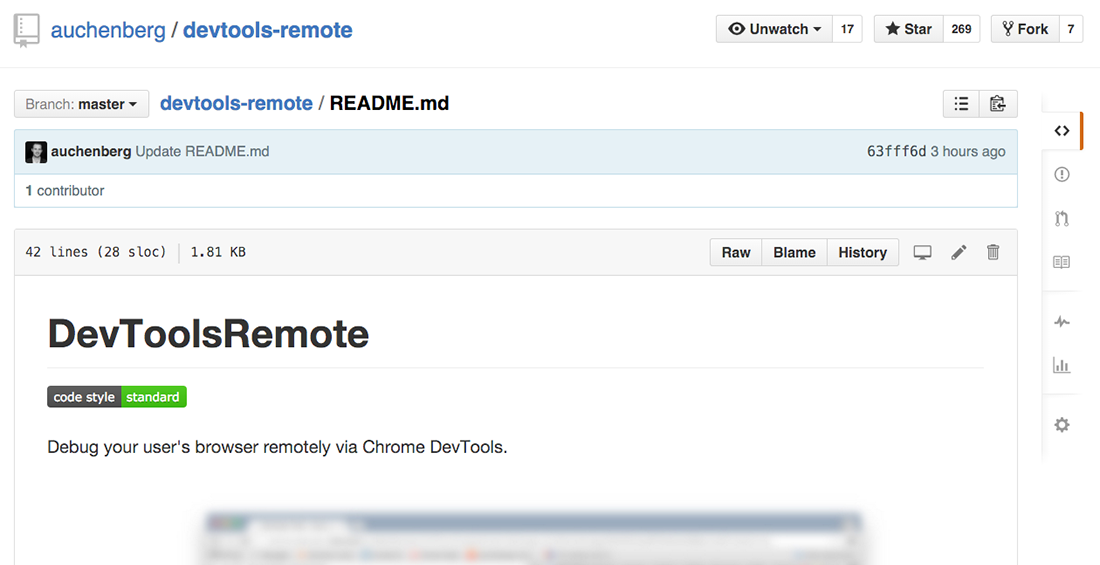 auchenberg / devtools-remote
Unwatch 17 Star 269 Fork 7
Branch: master devtools-remote / README.md
auchenberg Update README.md 63fff6d 3 hours ago
1 contributor
42 lines (28 sloc) 1.81 KB Raw Blame History
DevToolsRemote
code style standard
Debug your user's browser remotely via Chrome DevTools.